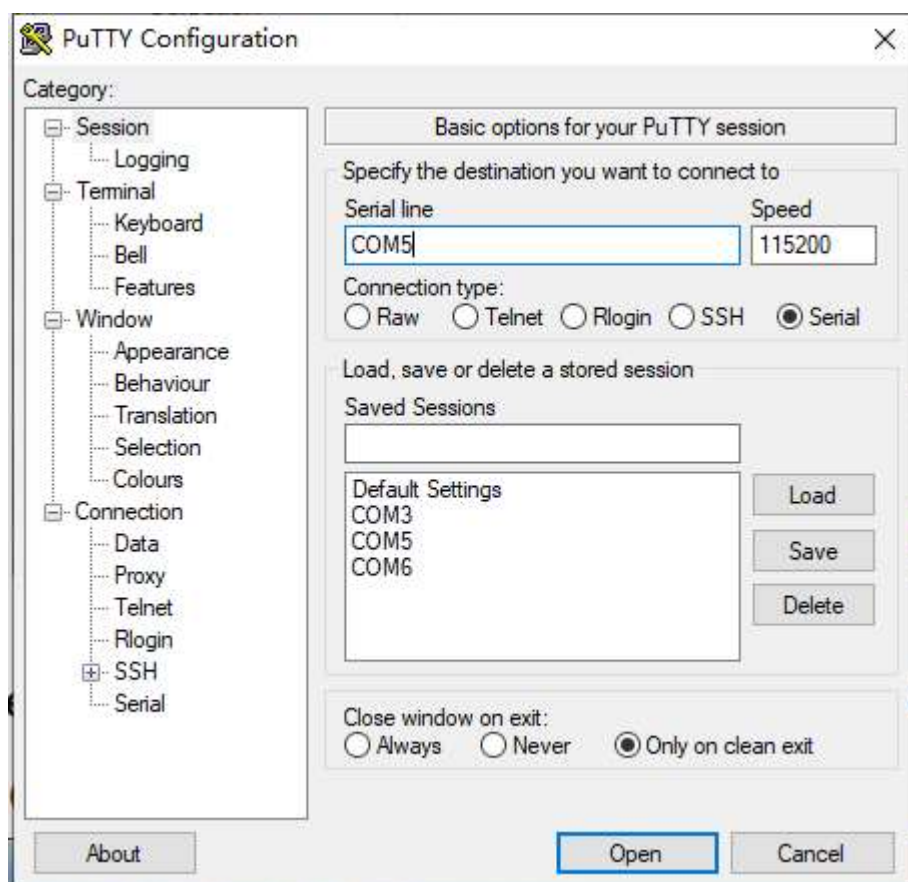 PuTTY Configuration
Category:
Session
Logging
Terminal
Keyboard
Bell
Features
Window
Appearance
Behaviour
Translation
Selection
Colours
Connection
Data
Proxy
Telnet
Rlogin
SSH
Serial
Basic options for your PuTTY session
Specify the destination you want to connect to
Serial line Speed
COM5 115200
Connection type:
Raw Telnet Rlogin SSH Serial
Load, save or delete a stored session
Saved Sessions
Default Settings
COM3
COM5
COM6
Load
Save
Delete
Close window on exit:
Always Never Only on clean exit
About Open Cancel